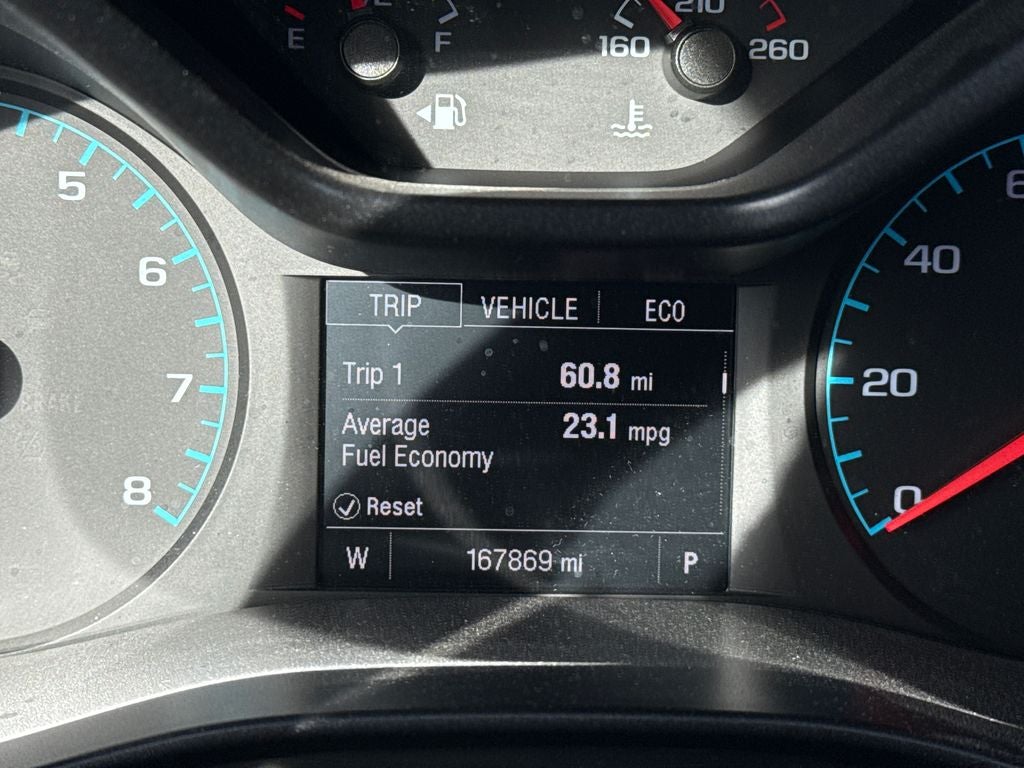 E
F
160
210
260
5
6
7
8
6
40
20
0
TRIP VEHICLE ECO
Trip 1 60.8 mi
Average 23.1 mpg
Fuel Economy
Reset
W 167869 mi P